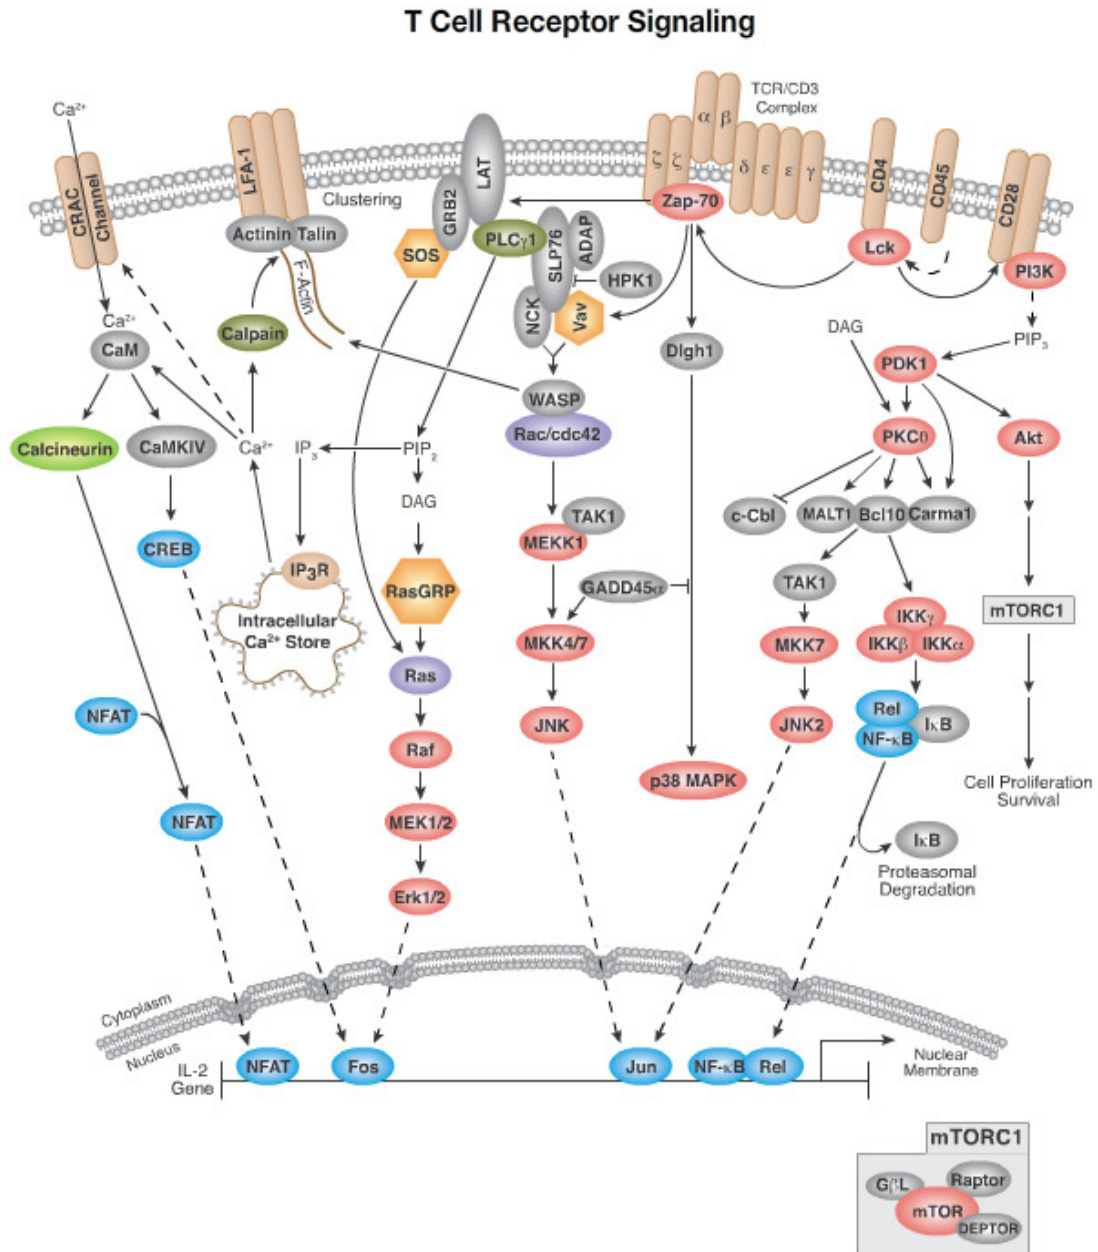 T Cell Receptor Signaling
Ca²⁺
CRAC
Channel
LFA-1
Clustering
Actinin Talin
F-Actin
GRB2
LAT
SOS
PLCγ1
SLP76
ADAP
HPK1
NCK
Vav
ζ ζ
α β
TCR/CD3
Complex
δ ε ε γ
Zap-70
CD4
CD45
CD28
Lck
PI3K
Ca²⁺
CaM
Calpain
Dlgh1
DAG
PIP₃
PDK1
WASP
Rac/cdc42
Calcineurin
CaMKIV
Ca²⁺
IP₃
PIP₂
PKCθ
Akt
DAG
c-Cbl
MALT1 Bcl10 Carma1
TAK1
MEKK1
CREB
IP₃R
Intracellular
Ca²⁺ Store
RasGRP
GADD45α
TAK1
mTORC1
IKKγ
IKKβ IKKα
MKK4/7
MKK7
Ras
NFAT
JNK
JNK2
Rel
NF-κB
IκB
Raf
p38 MAPK
Cell Proliferation
Survival
NFAT
MEK1/2
IκB
Proteasomal
Degradation
Erk1/2
Cytoplasm
Nucleus
IL-2
Gene
NFAT
Fos
Jun
NF-κB Rel
Nuclear
Membrane
mTORC1
GβL
Raptor
mTOR
DEPTOR